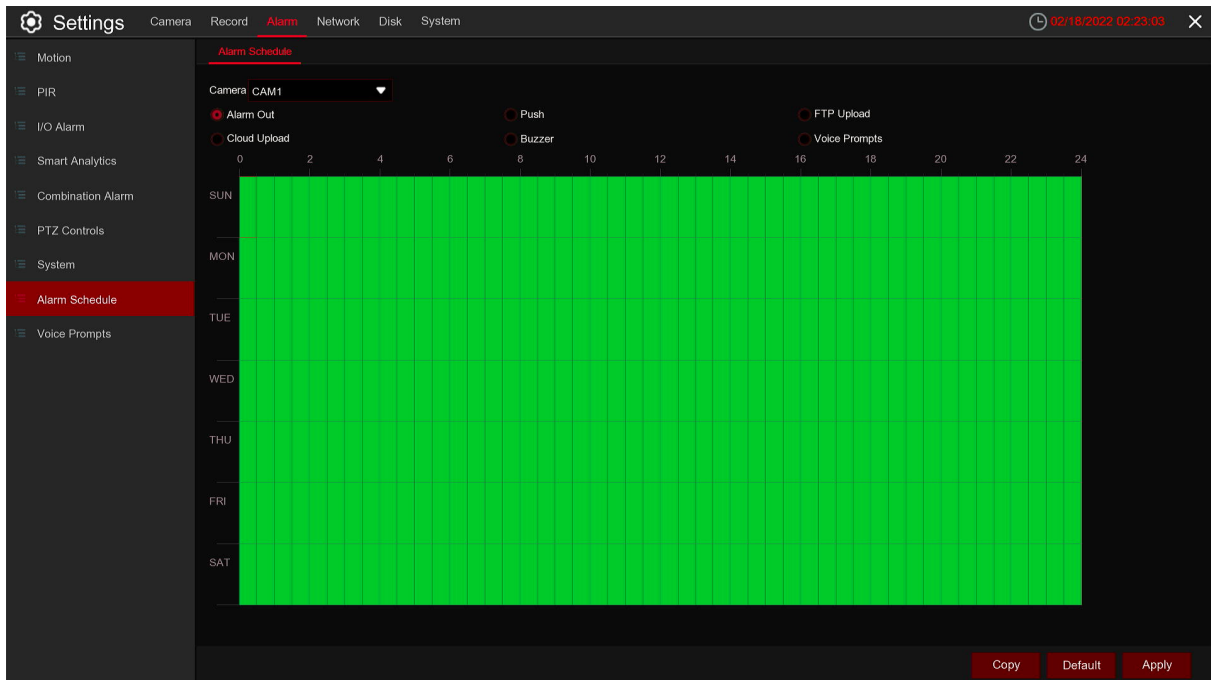 Settings Camera Record Alarm Network Disk System 02/18/2022 02:23:03
Motion
PIR
I/O Alarm
Smart Analytics
Combination Alarm
PTZ Controls
System
Alarm Schedule
Voice Prompts
Alarm Schedule
Camera CAM1
Alarm Out Push FTP Upload
Cloud Upload Buzzer Voice Prompts
0 2 4 6 8 10 12 14 16 18 20 22 24
SUN
MON
TUE
WED
THU
FRI
SAT
Copy Default Apply